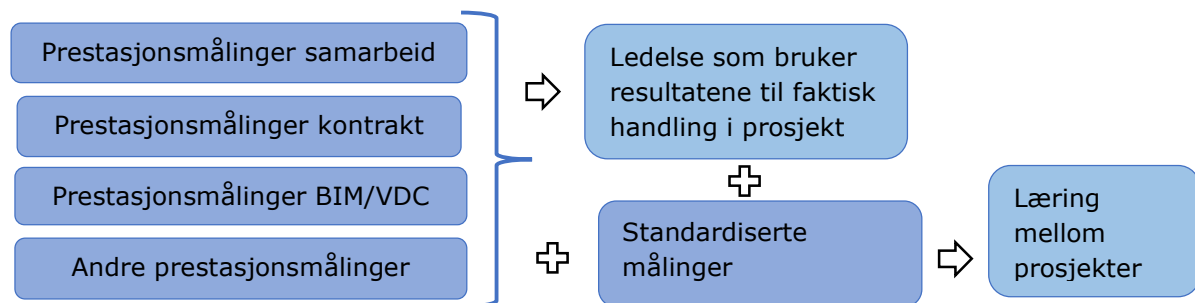 Prestasjonsmålinger samarbeid
Prestasjonsmålinger kontrakt
Prestasjonsmålinger BIM/VDC
Andre prestasjonsmålinger
Ledelse som bruker
resultatene til faktisk
handling i prosjekt
Standardiserte
målinger
Læring
mellom
prosjekter